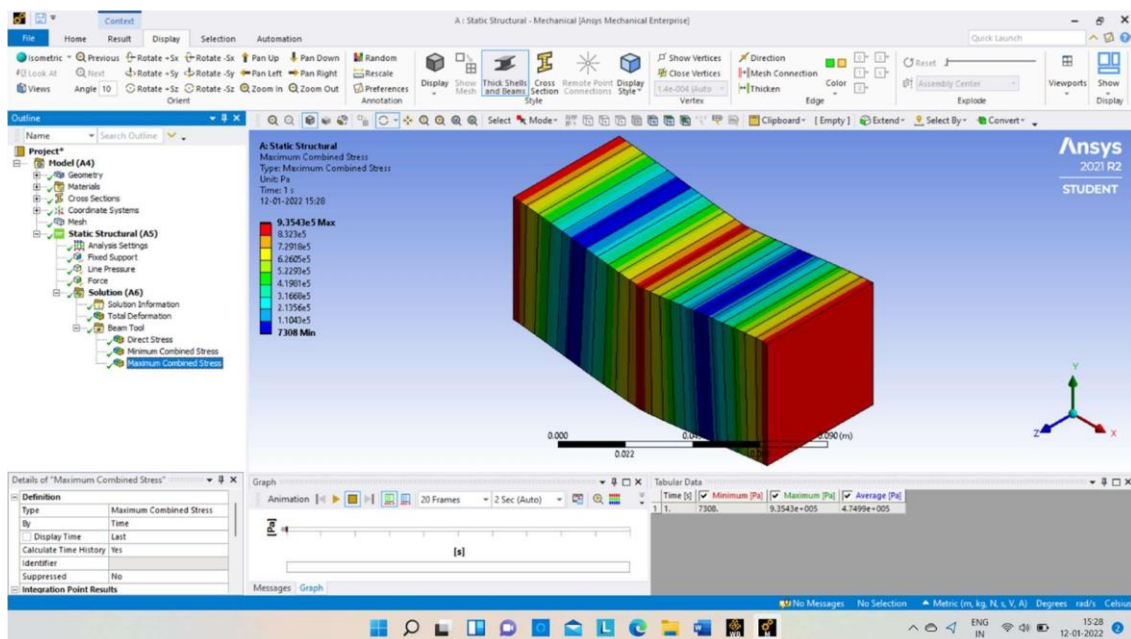 Context
A : Static Structural - Mechanical [Ansys Mechanical Enterprise]
File Home Result Display Selection Automation
Quick Launch
Isometric Previous Rotate +Sx Rotate -Sx Pan Up Pan Down Random
Look At Next Rotate +Sy Rotate -Sy Pan Left Pan Right Rescale
Views Angle 10 Rotate +Sz Rotate -Sz Zoom In Zoom Out Preferences
Orient Annotation
Display Show Mesh Thick Shells and Beams Cross Section Remote Point Connections Display Style
Style
Show Vertices
Close Vertices
1.4e-004 (Auto
Vertex
Direction
Mesh Connection
Thicken
Color
Edge
Reset
Assembly Center
Explode
Viewports Show
Display
Outline
Select Mode Clipboard [Empty] Extend Select By Convert
Name Search Outline
Project*
Model (A4)
Geometry
Materials
Cross Sections
Coordinate Systems
Mesh
Static Structural (A5)
Analysis Settings
Fixed Support
Line Pressure
Force
Solution (A6)
Solution Information
Total Deformation
Beam Tool
Direct Stress
Minimum Combined Stress
Maximum Combined Stress
A: Static Structural
Maximum Combined Stress
Type: Maximum Combined Stress
Unit: Pa
Time: 1 s
12-01-2022 15:28
9.3543e5 Max
8.323e5
7.2918e5
6.2605e5
5.2293e5
4.1981e5
3.1668e5
2.1356e5
1.1043e5
7308 Min
Ansys
2021 R2
STUDENT
0.000
0.090 (m)
0.022
Y
Z X
Details of "Maximum Combined Stress"
Definition
Type Maximum Combined Stress
By Time
Display Time Last
Calculate Time History Yes
Identifier
Suppressed No
Integration Point Results
Graph
Animation 20 Frames 2 Sec (Auto)
[Pa]
[s]
Messages Graph
Tabular Data
Time [s] Minimum [Pa] Maximum [Pa] Average [Pa]
1 1. 7308. 9.3543e+005 4.7499e+005
No Messages No Selection Metric (m, kg, N, s, V, A) Degrees rad/s Celsius
ENG
IN
15:28
12-01-2022
2